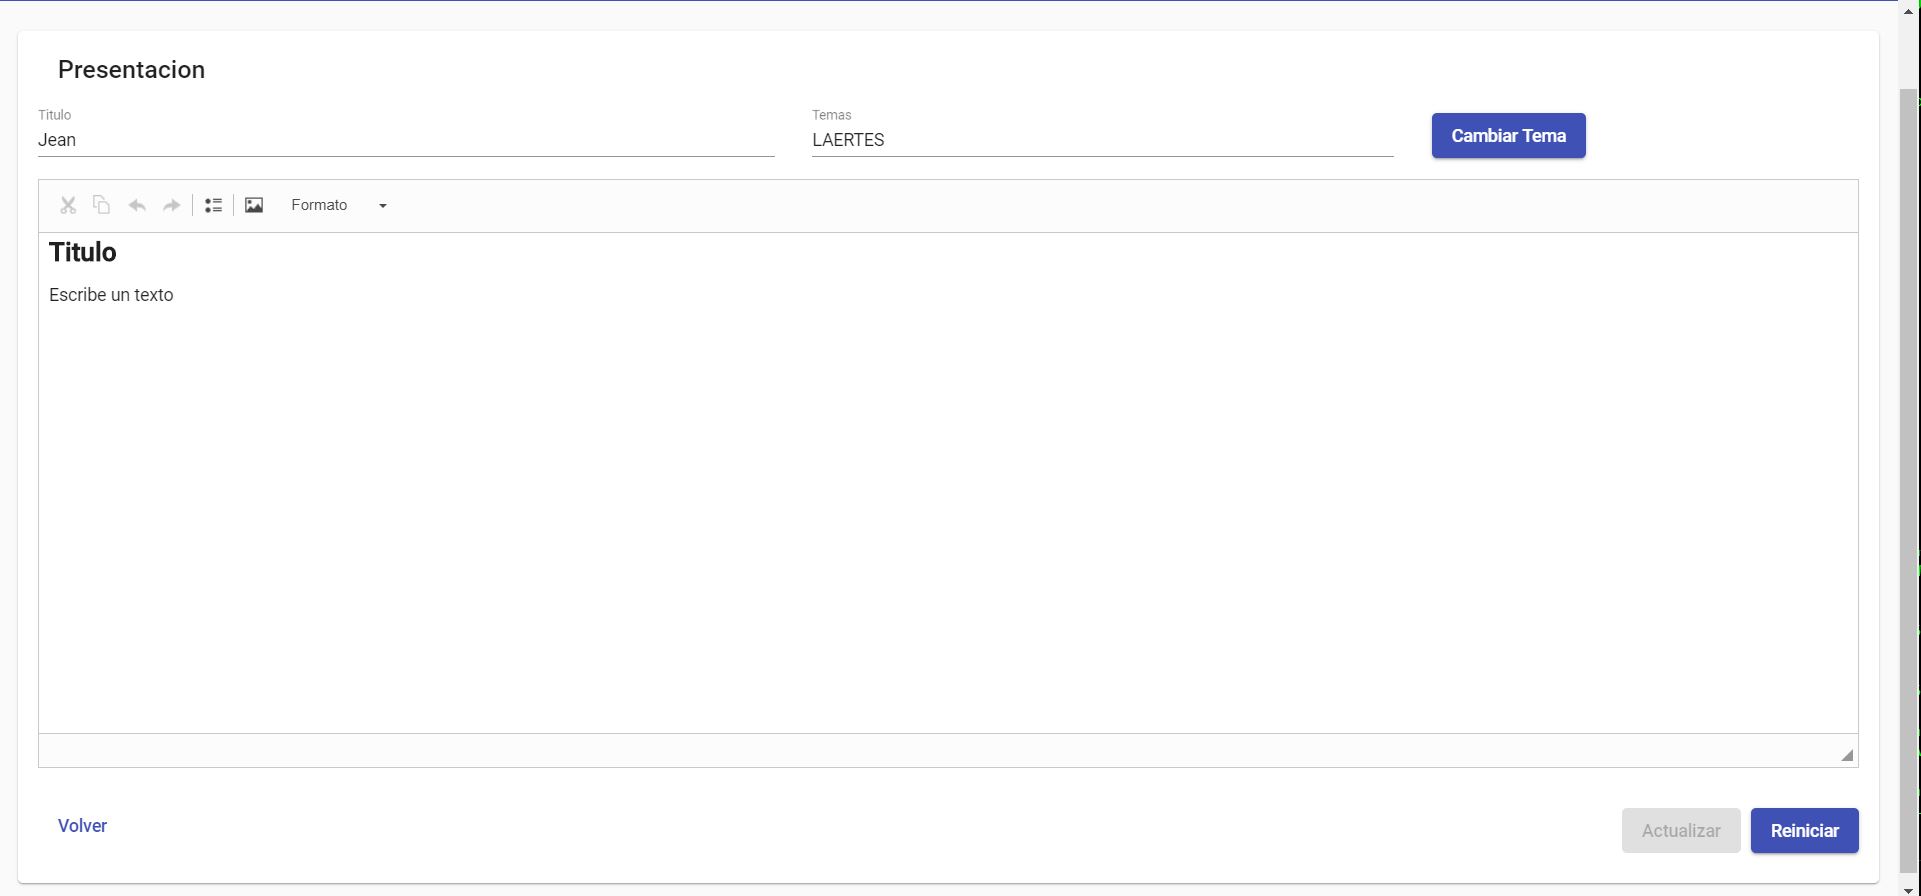 Presentacion
Titulo
Jean
Temas
LAERTES
Cambiar Tema
Formato
Titulo
Escribe un texto
Volver
Actualizar
Reiniciar